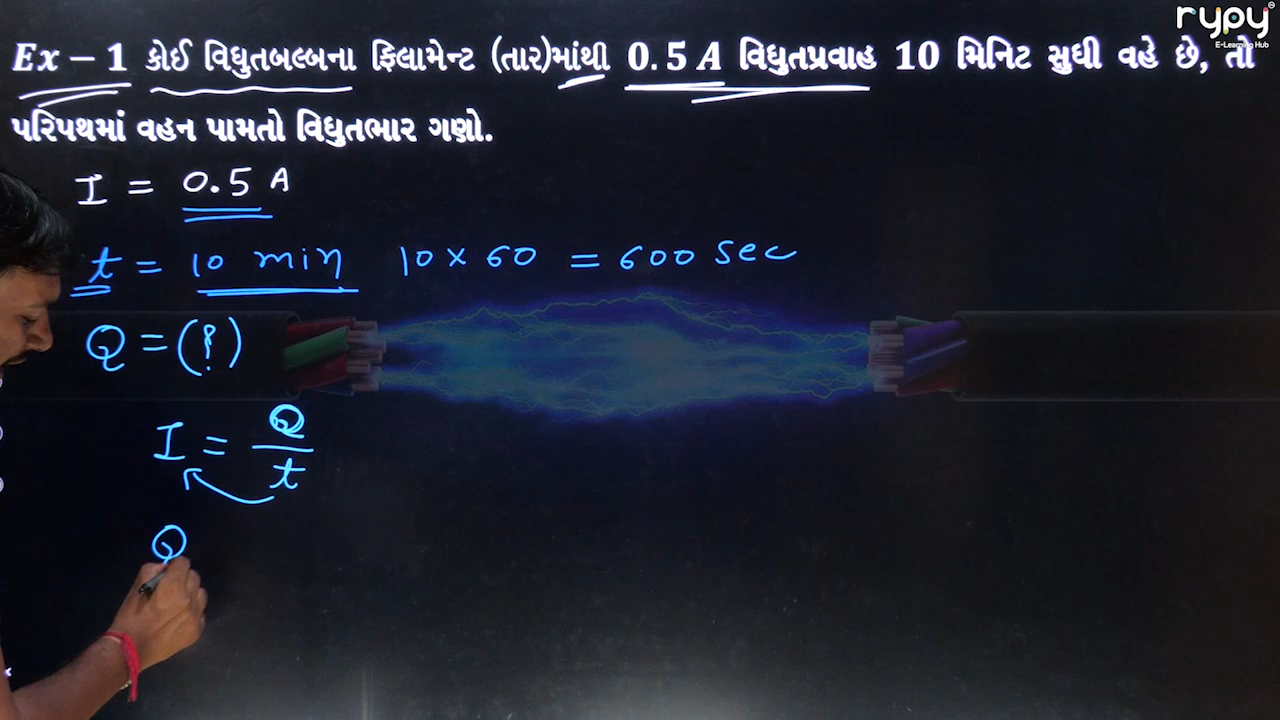 rypy
E-Learning Hub
Ex – 1 કોઈ વિદ્યુતબલ્બના ફિલામેન્ટ (તાર)માંથી 0.5 A વિદ્યુતપ્રવાહ 10 મિનિટ સુધી વહે છે, તો
પરિપથમાં વહન પામતો વિદ્યુતભાર ગણો.
I = 0.5 A
t = 10 min 10 × 60 = 600 sec
Q = (?)
I = Q/t
Q